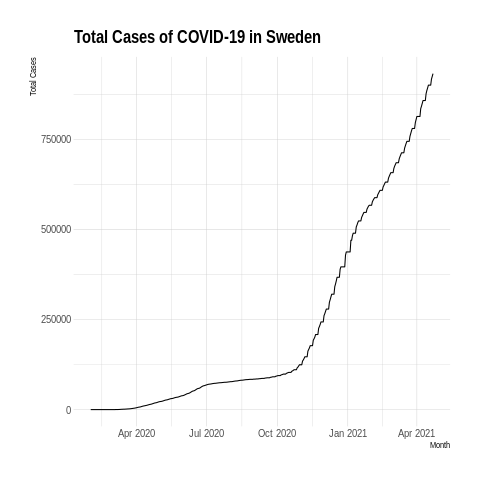 Total Cases of COVID-19 in Sweden
Total Cases
750000
500000
250000
0
Apr 2020 Jul 2020 Oct 2020 Jan 2021 Apr 2021
Month